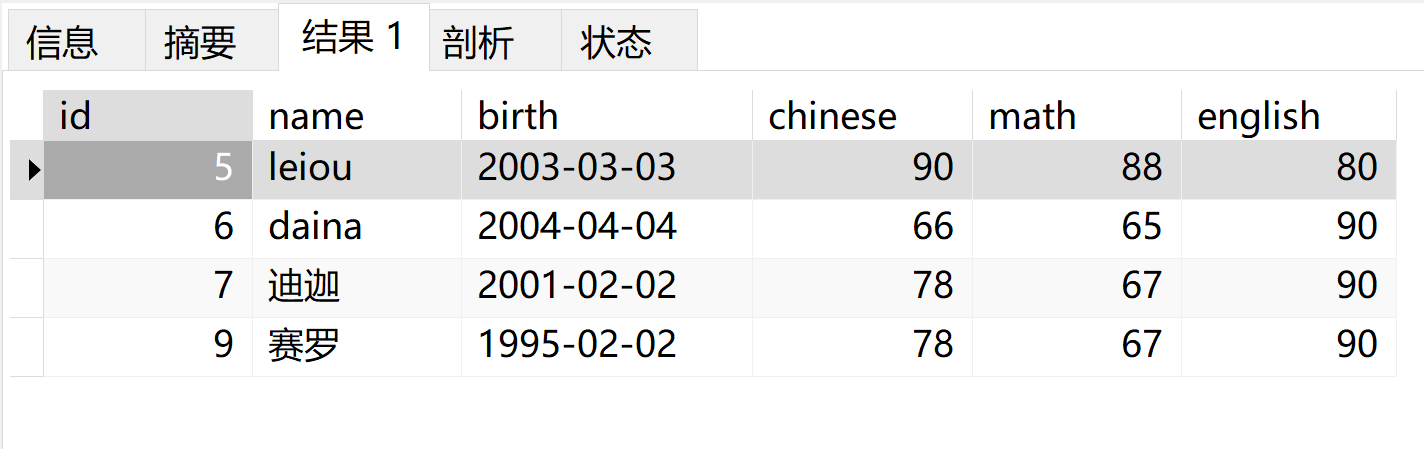 信息 摘要 结果 1 剖析 状态
id name birth chinese math english
5 leiou 2003-03-03 90 88 80
6 daina 2004-04-04 66 65 90
7 迪迦 2001-02-02 78 67 90
9 赛罗 1995-02-02 78 67 90